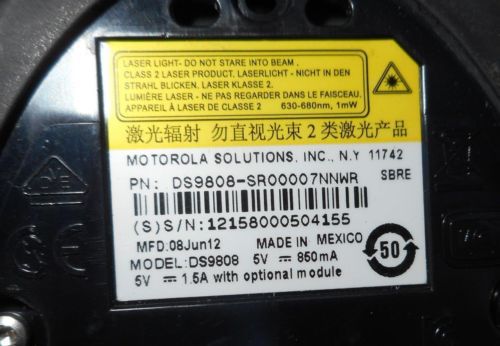 LASER LIGHT- DO NOT STARE INTO BEAM .
CLASS 2 LASER PRODUCT, LASERLICHT - NICHT IN DEN
STRAHL BLICKEN, LASER KLASSE 2.
LUMIÈRE LASER - NE PAS REGARDER DANS LE FAISCEAU.
APPAREIL À LASER DE CLASSE 2 630-680nm, 1mW
激光辐射 勿直视光束 2 类激光产品
MOTOROLA SOLUTIONS, INC., N.Y 11742
PN: DS9808-SR00007NNWR SBRE
(S)S/N:12158000504155
MFD:08Jun12 MADE IN MEXICO
MODEL:DS9808 5V ⎓ 850mA
5V ⎓ 1.5A with optional module
50
CE